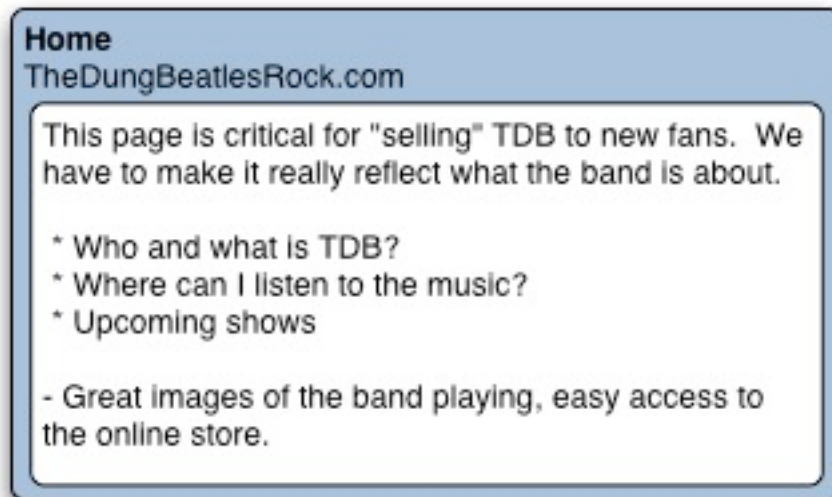 Home
TheDungBeatlesRock.com
This page is critical for "selling" TDB to new fans.  We
have to make it really reflect what the band is about.
* Who and what is TDB?
* Where can I listen to the music?
* Upcoming shows
- Great images of the band playing, easy access to
the online store.